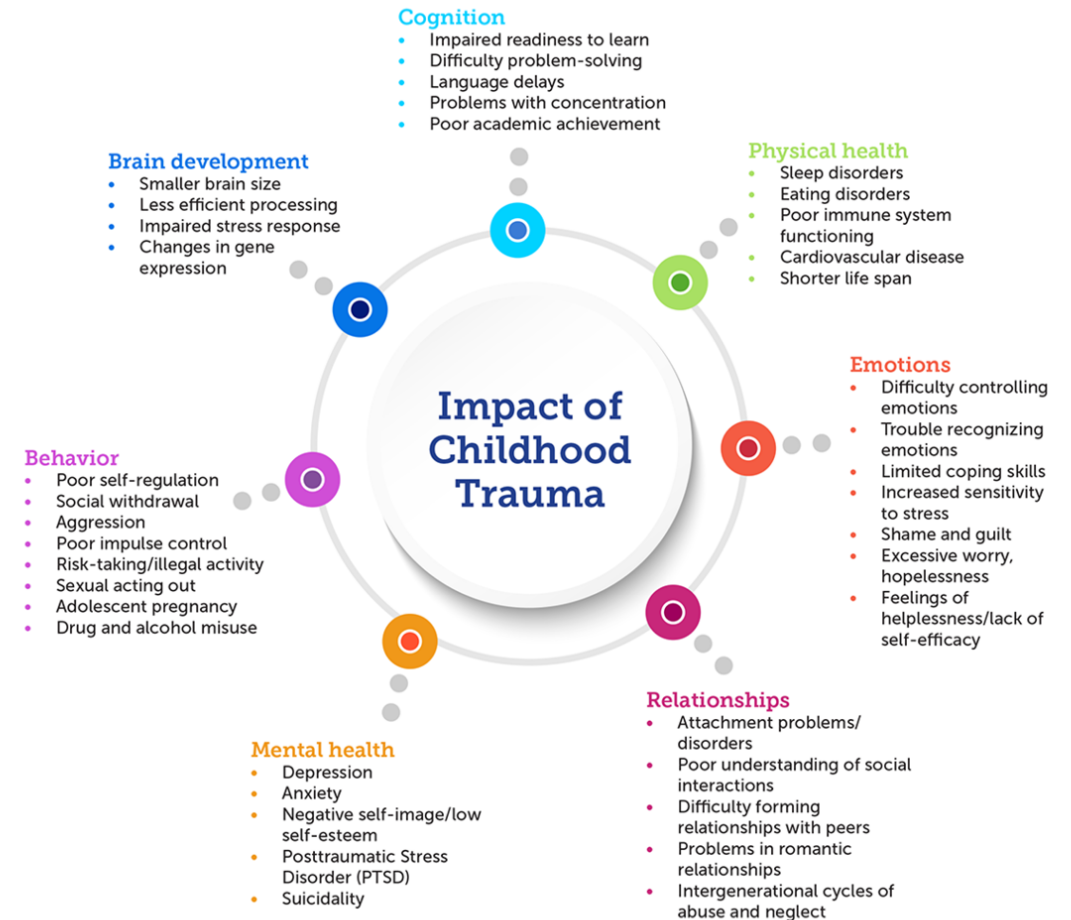 Cognition
• Impaired readiness to learn
• Difficulty problem-solving
• Language delays
• Problems with concentration
• Poor academic achievement
Physical health
• Sleep disorders
• Eating disorders
• Poor immune system
functioning
• Cardiovascular disease
• Shorter life span
Emotions
• Difficulty controlling
emotions
• Trouble recognizing
emotions
• Limited coping skills
• Increased sensitivity
to stress
• Shame and guilt
• Excessive worry,
hopelessness
• Feelings of
helplessness/lack of
self-efficacy
Relationships
• Attachment problems/
disorders
• Poor understanding of social
interactions
• Difficulty forming
relationships with peers
• Problems in romantic
relationships
• Intergenerational cycles of
abuse and neglect
Mental health
• Depression
• Anxiety
• Negative self-image/low
self-esteem
• Posttraumatic Stress
Disorder (PTSD)
• Suicidality
Behavior
• Poor self-regulation
• Social withdrawal
• Aggression
• Poor impulse control
• Risk-taking/illegal activity
• Sexual acting out
• Adolescent pregnancy
• Drug and alcohol misuse
Brain development
• Smaller brain size
• Less efficient processing
• Impaired stress response
• Changes in gene
expression
Impact of
Childhood
Trauma